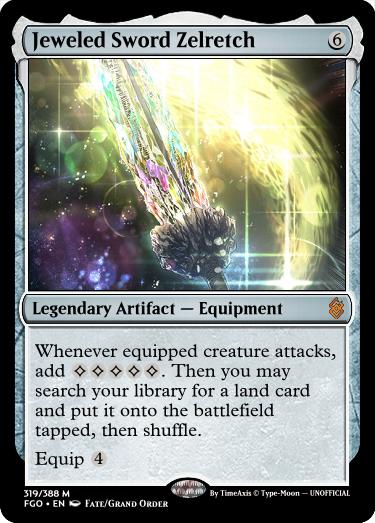 Jeweled Sword Zelretch 6
Legendary Artifact — Equipment
Whenever equipped creature attacks,
add ◇◇◇◇◇. Then you may
search your library for a land card
and put it onto the battlefield
tapped, then shuffle.
Equip 4
319/388 M
FGO • EN Fate/Grand Order
By TimeAxis © Type-Moon — UNOFFICIAL